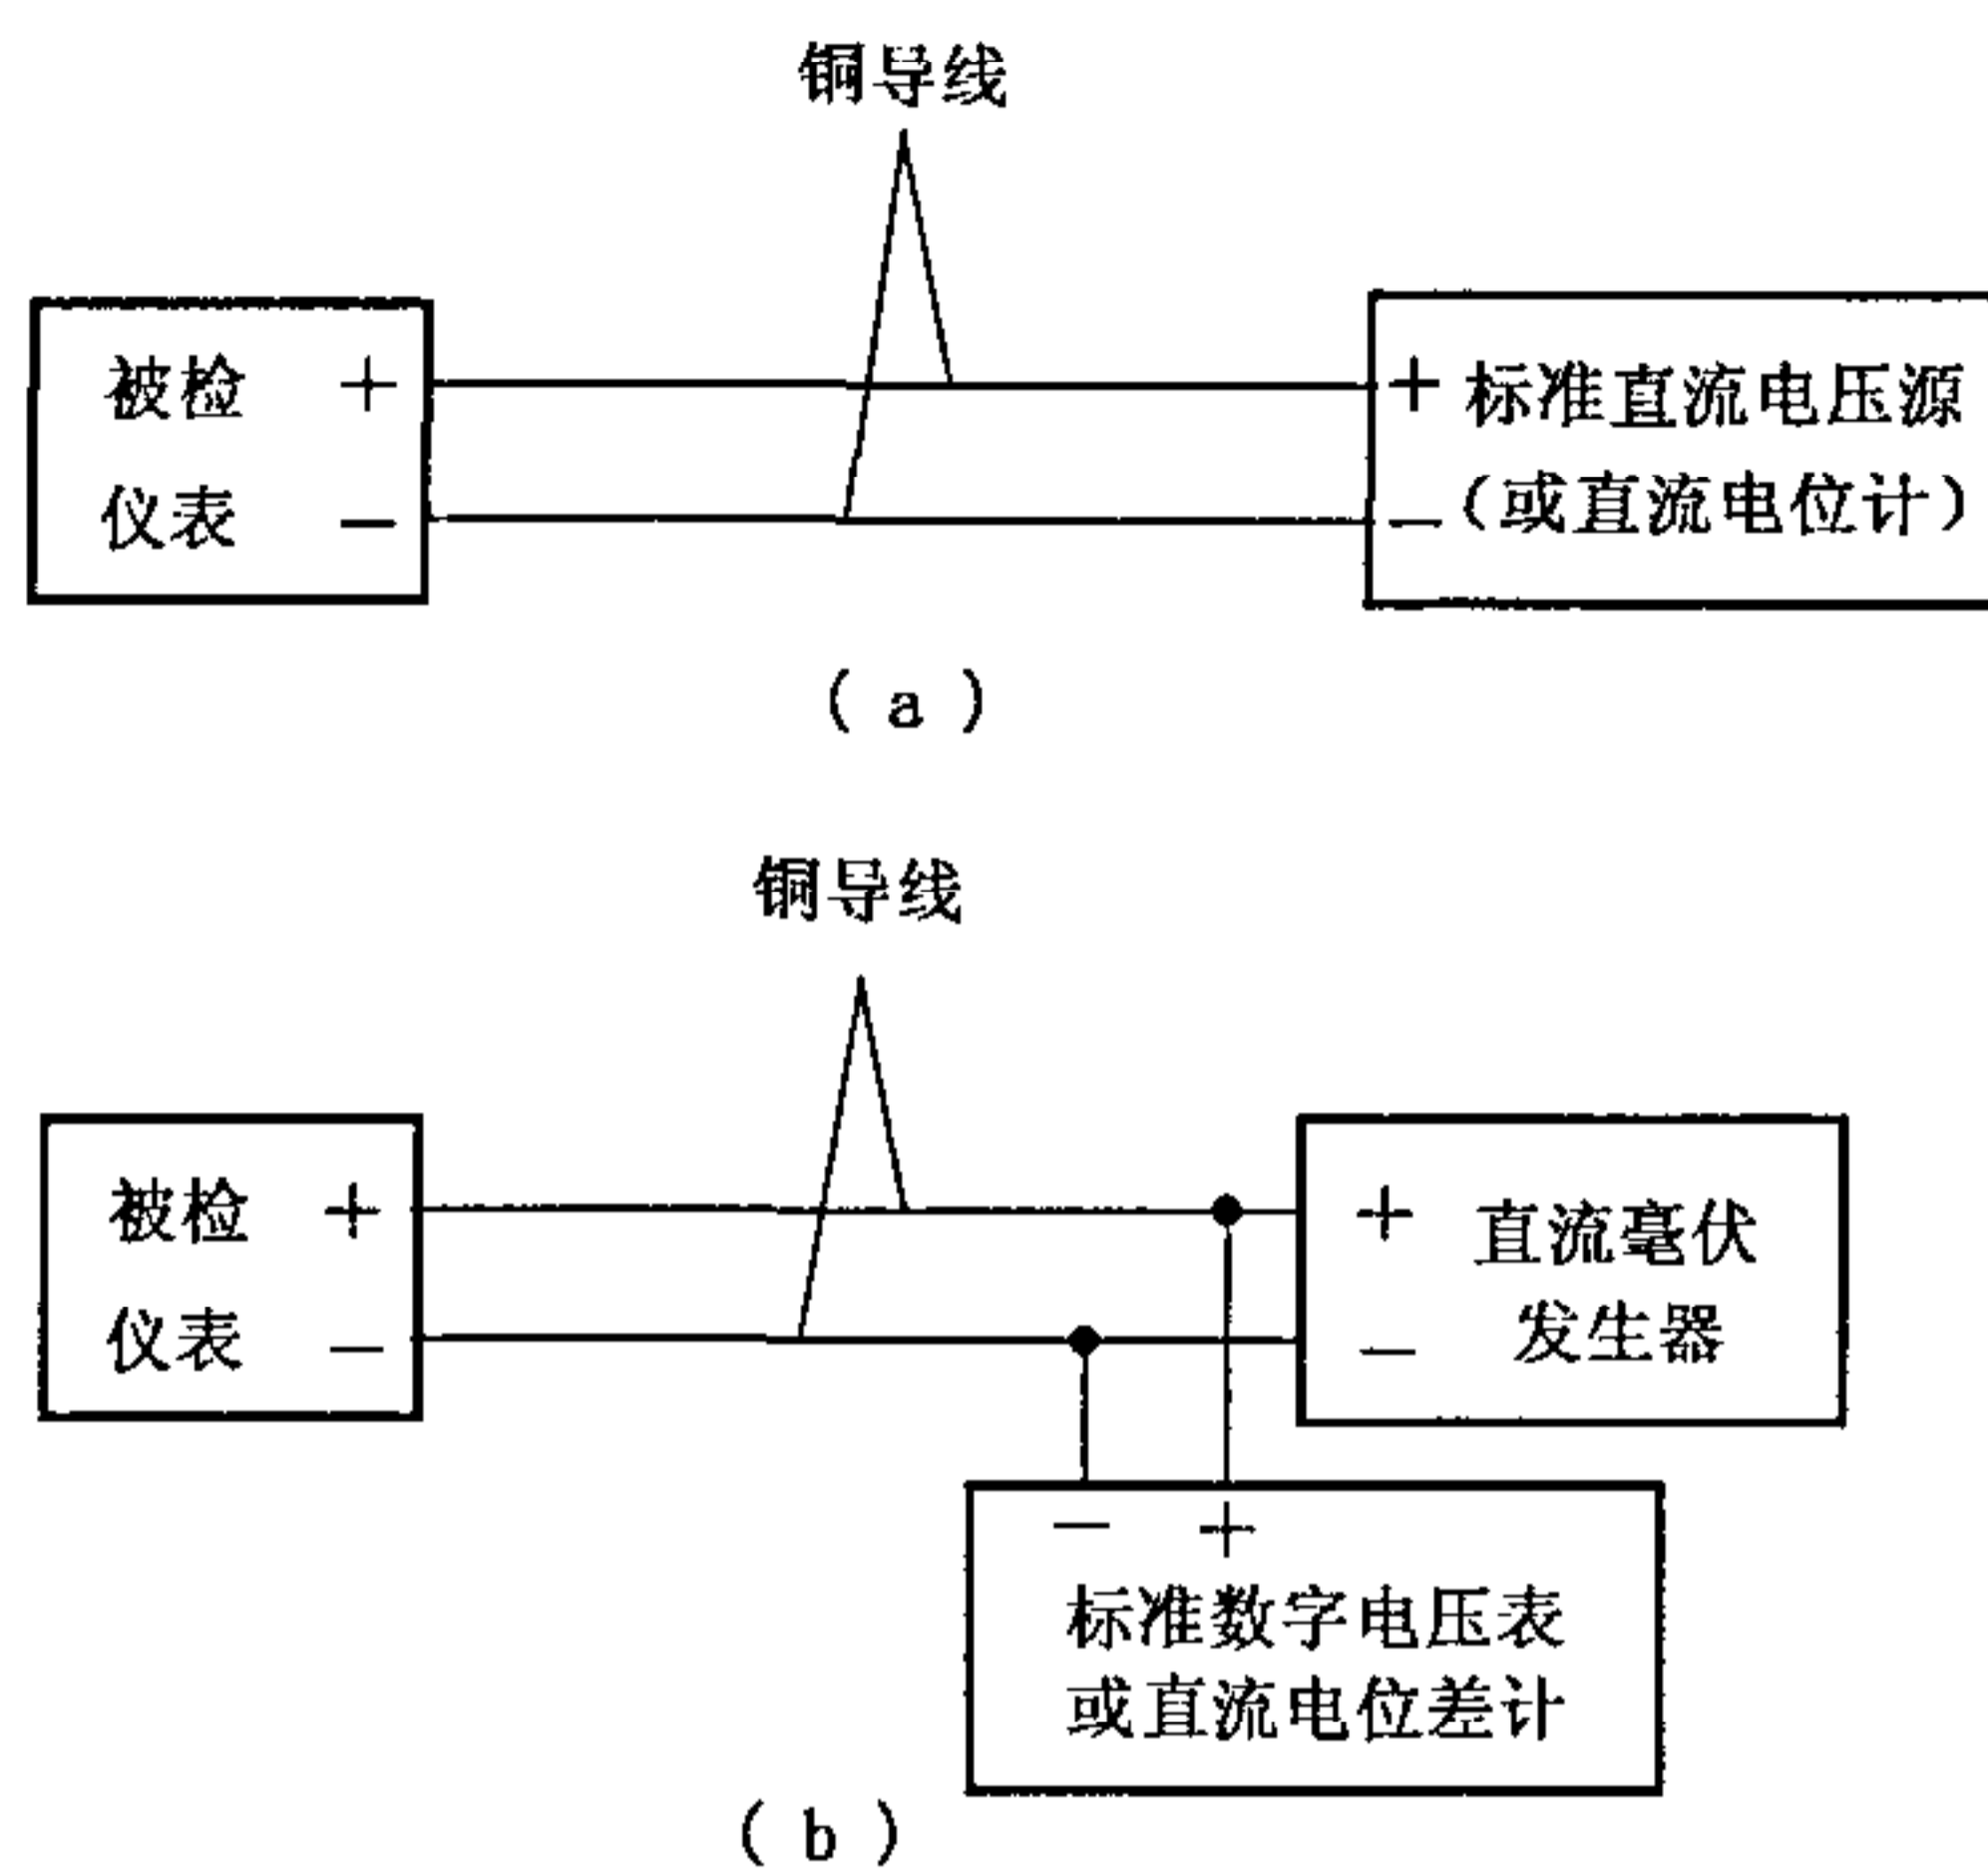 铜导线
被检 +
仪表 —
+ 标准直流电压源
— (或直流电位计)
( a )
铜导线
被检 +
仪表 —
+ 直流毫伏
— 发生器
— +
标准数字电压表
或直流电位差计
( b )